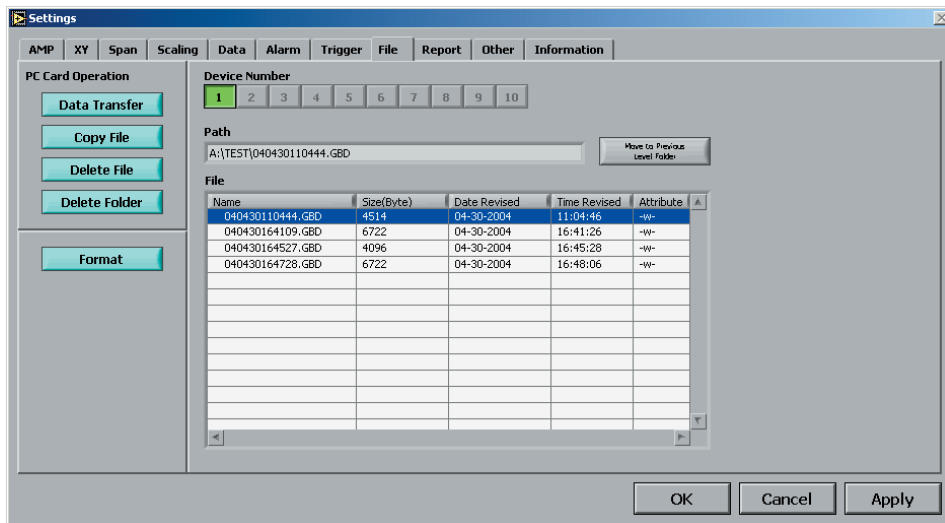 Settings
AMP XY Span Scaling Data Alarm Trigger File Report Other Information
PC Card Operation
Data Transfer
Copy File
Delete File
Delete Folder
Format
Device Number
1 2 3 4 5 6 7 8 9 10
Path
A:\TEST\040430110444.GBD
Move to Previous
Level Folder
File
Name Size(Byte) Date Revised Time Revised Attribute
040430110444.GBD 4514 04-30-2004 11:04:46 -w-
040430164109.GBD 6722 04-30-2004 16:41:26 -w-
040430164527.GBD 4096 04-30-2004 16:45:28 -w-
040430164728.GBD 6722 04-30-2004 16:48:06 -w-
OK Cancel Apply